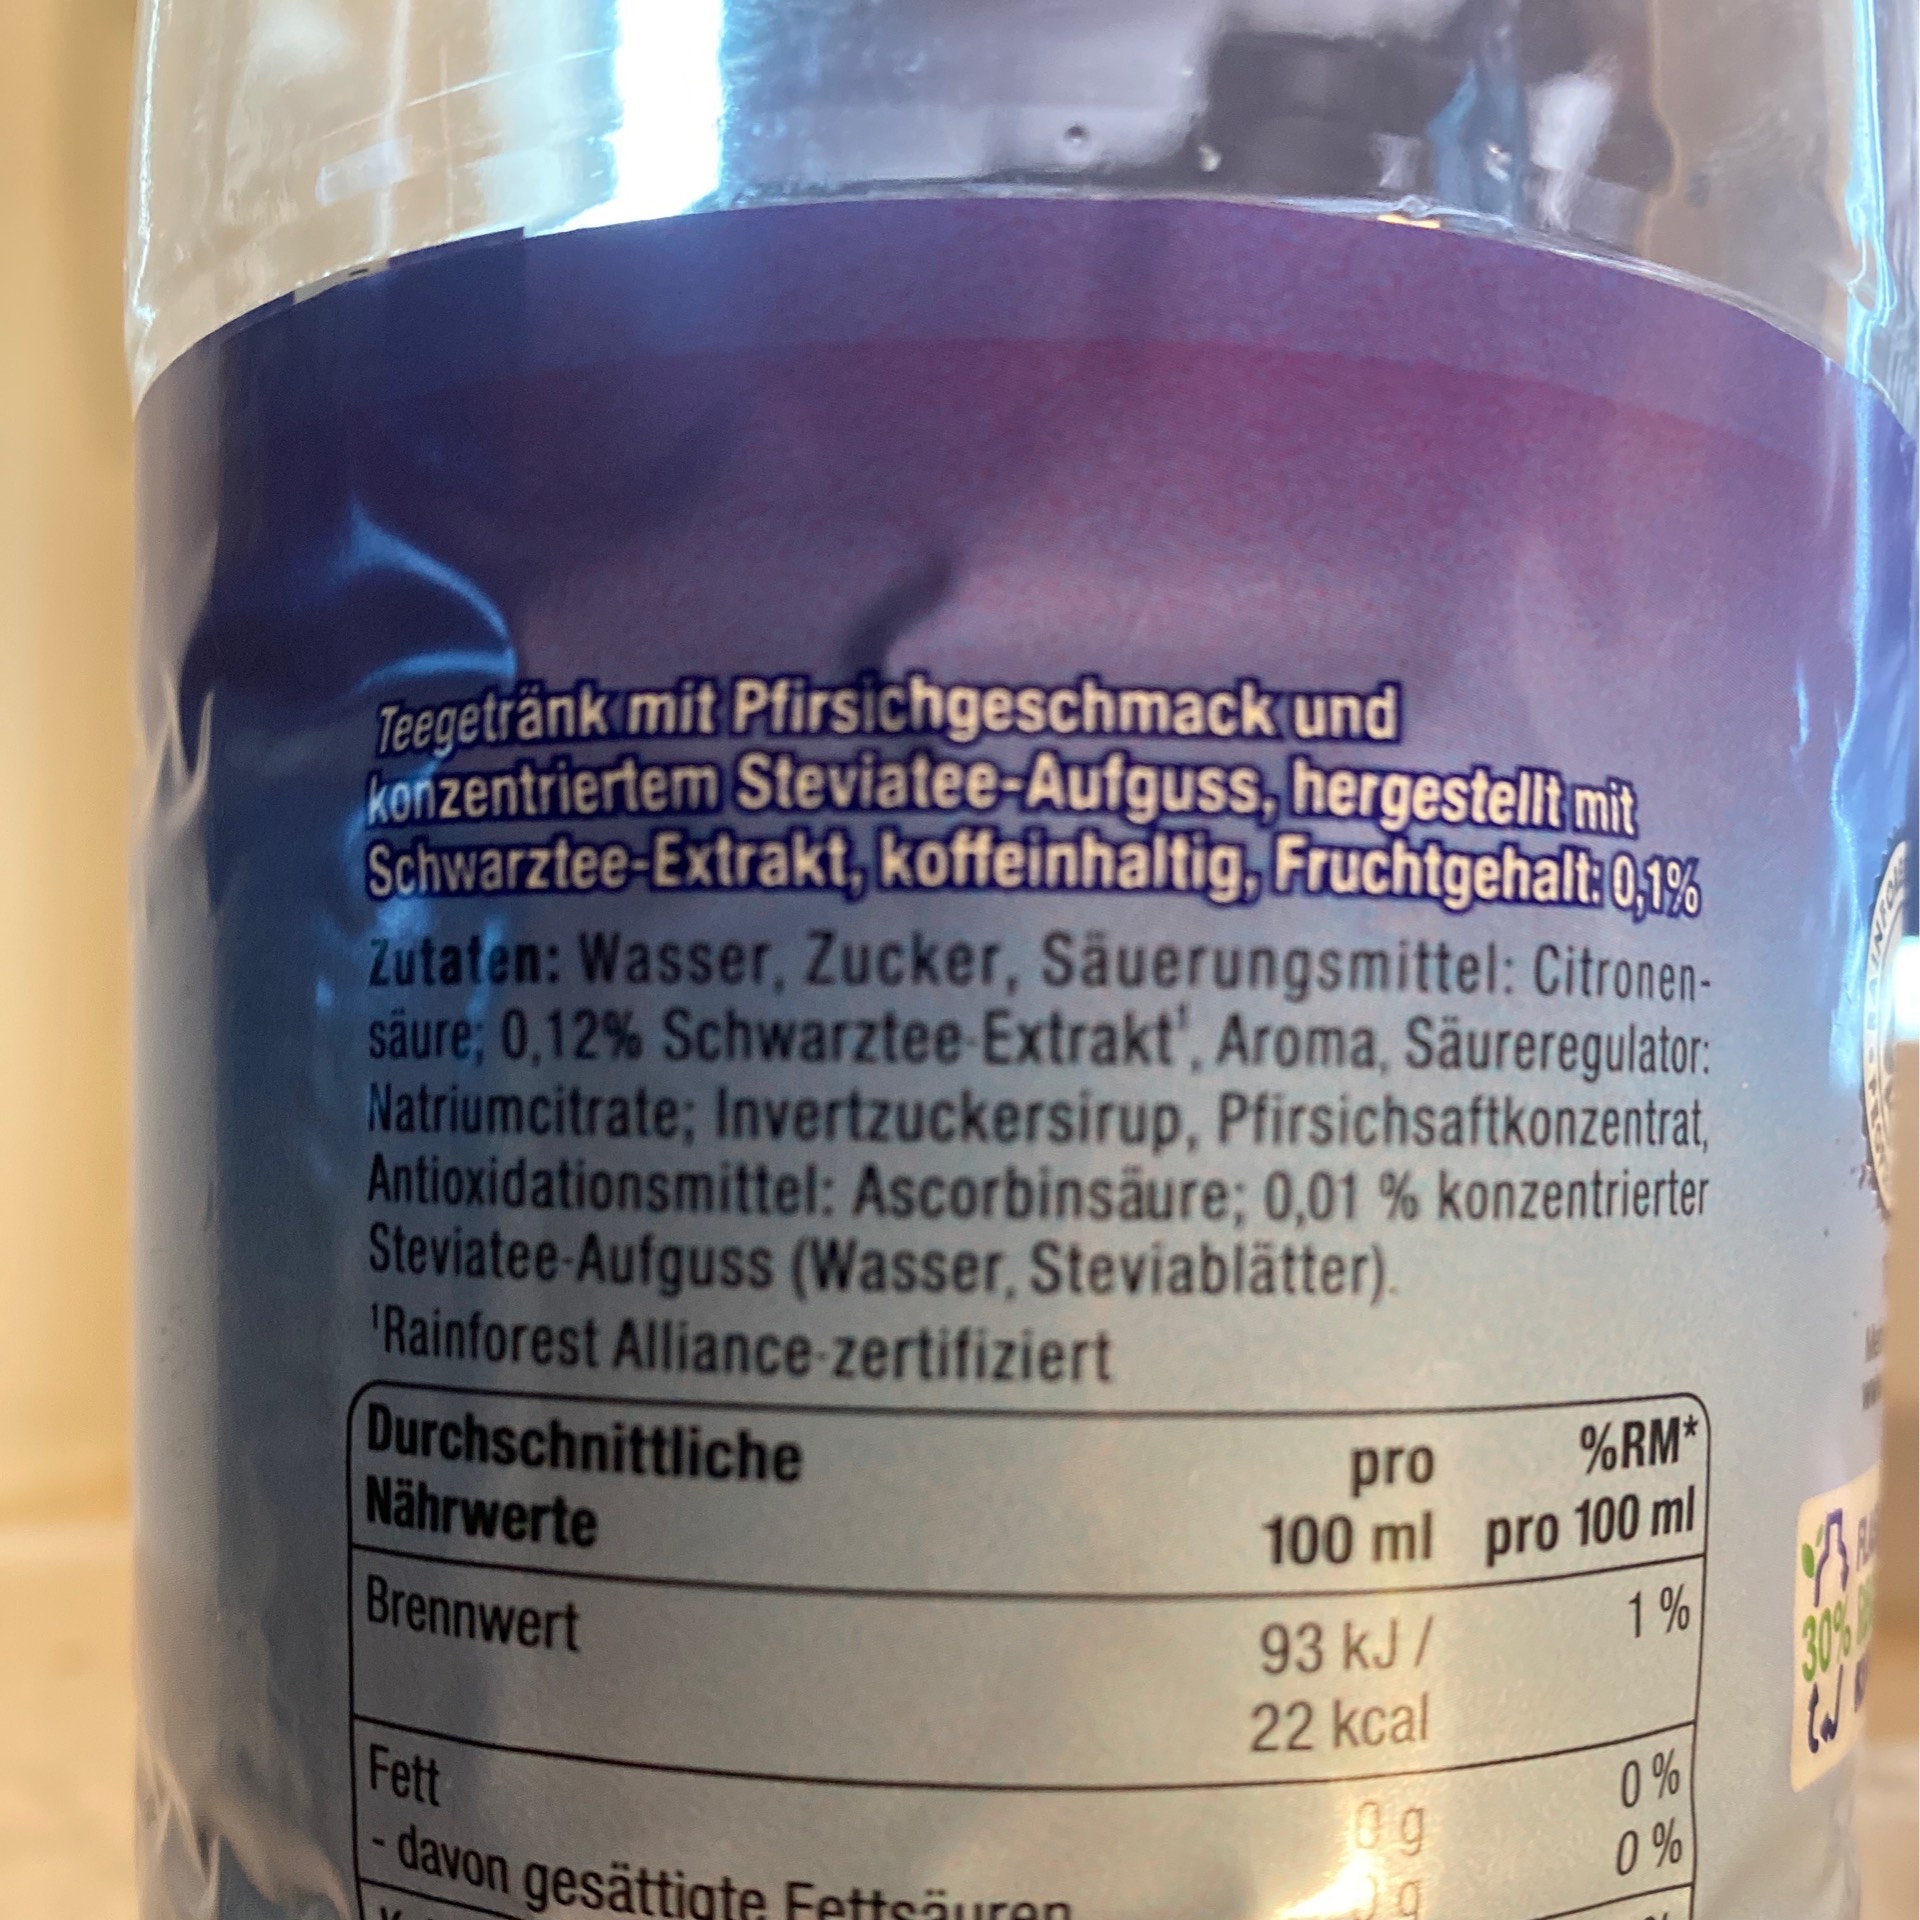 Teegetränk mit Pfirsichgeschmack und
konzentriertem Steviatee-Aufguss, hergestellt mit
Schwarztee-Extrakt, koffeinhaltig, Fruchtgehalt: 0,1%
Zutaten: Wasser, Zucker, Säuerungsmittel: Citronen-
säure; 0,12% Schwarztee-Extrakt¹, Aroma, Säureregulator:
Natriumcitrate; Invertzuckersirup, Pfirsichsaftkonzentrat,
Antioxidationsmittel: Ascorbinsäure; 0,01 % konzentrierter
Steviatee-Aufguss (Wasser, Steviablätter).
¹Rainforest Alliance-zertifiziert
Durchschnittliche Nährwerte pro 100 ml %RM* pro 100 ml
Brennwert 93 kJ / 22 kcal 1 %
Fett 0 g 0 %
- davon gesättigte Fettsäuren g 0 %
30%